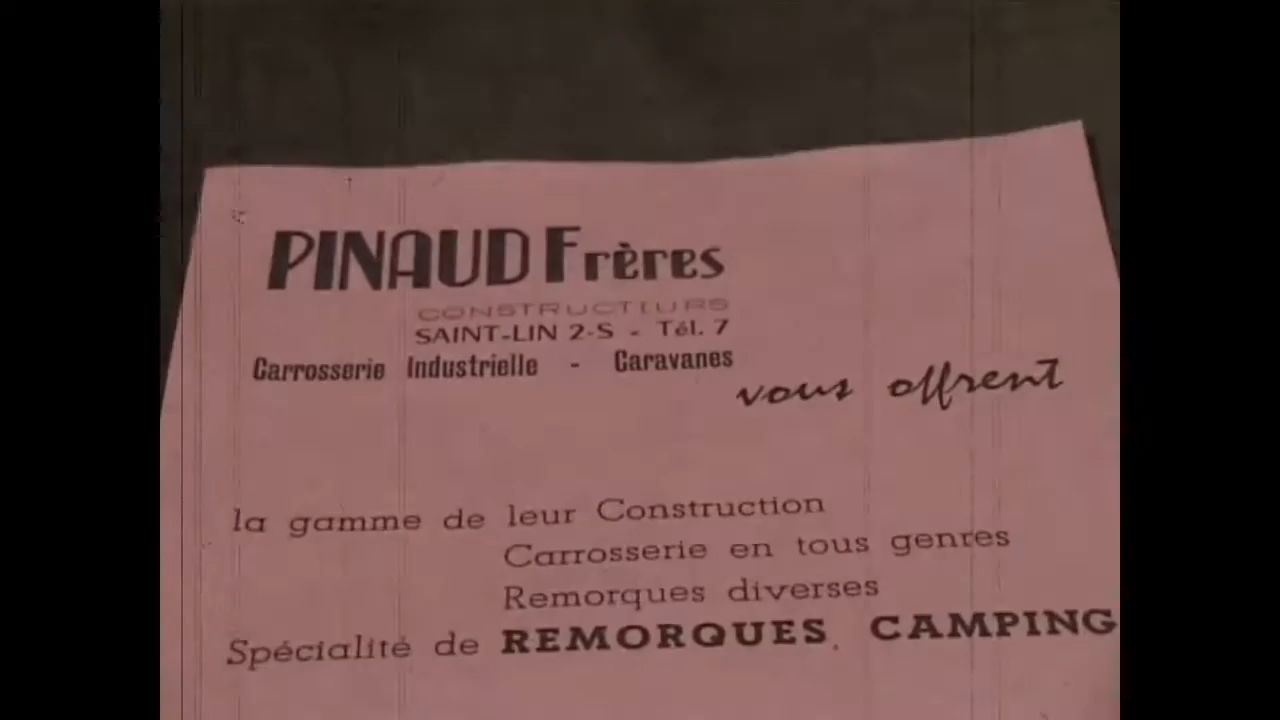 PINAUD Frères
CONSTRUCTEURS
SAINT-LIN 2-S - Tél. 7
Carrosserie Industrielle - Caravanes
vous offrent
la gamme de leur Construction
Carrosserie en tous genres
Remorques diverses
Spécialité de REMORQUES, CAMPING